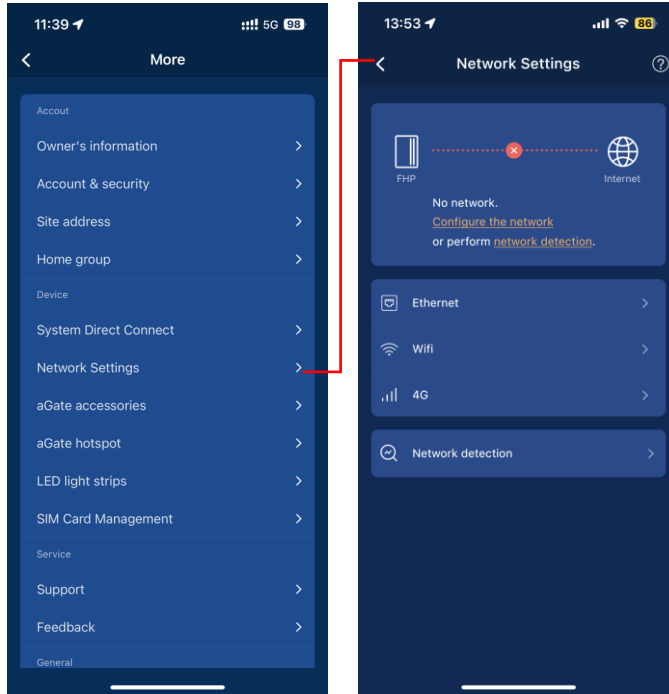 11:39
5G 98
More
Accout
Owner's information
Account & security
Site address
Home group
Device
System Direct Connect
Network Settings
aGate accessories
aGate hotspot
LED light strips
SIM Card Management
Service
Support
Feedback
General
13:53
86
Network Settings
?
FHP
Internet
No network.
Configure the network
or perform network detection.
Ethernet
Wifi
4G
Network detection